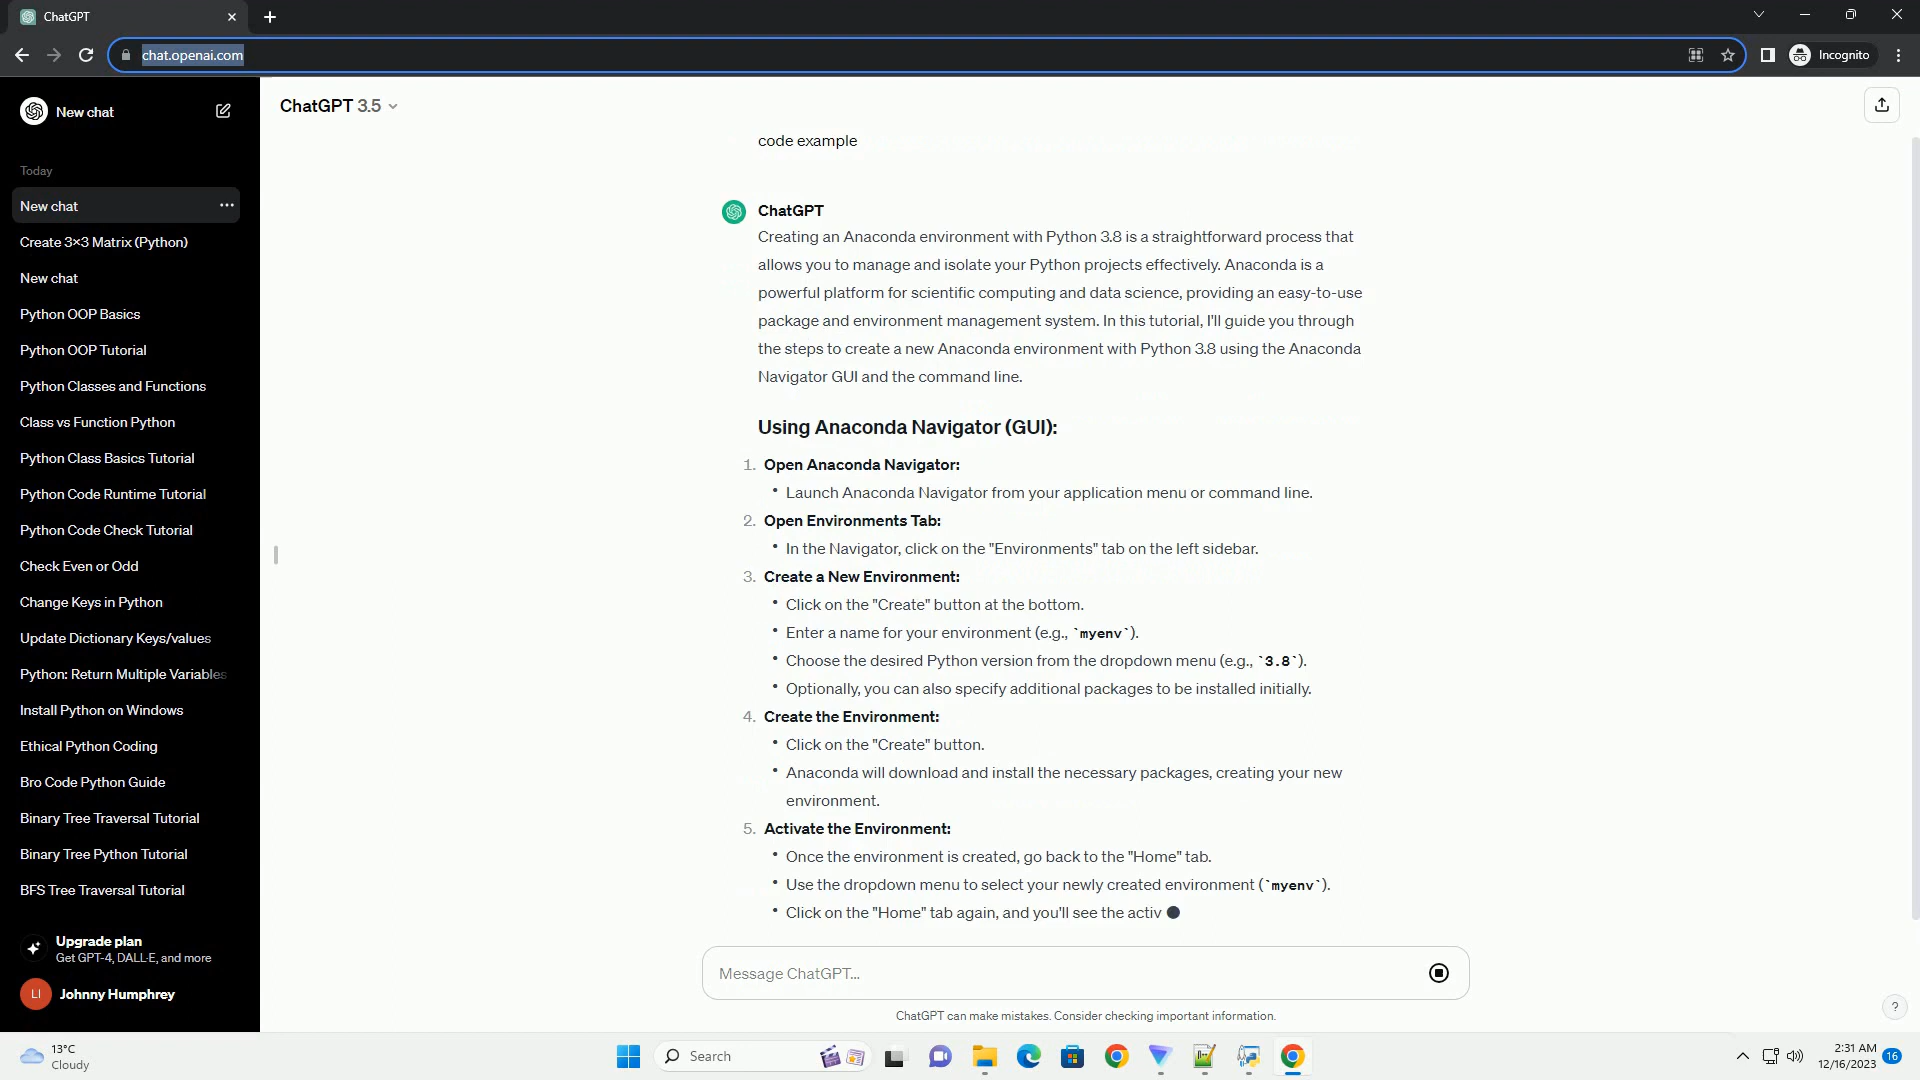 ChatGPT
chat.openai.com
Incognito
New chat
Today
New chat
Create 3×3 Matrix (Python)
New chat
Python OOP Basics
Python OOP Tutorial
Python Classes and Functions
Class vs Function Python
Python Class Basics Tutorial
Python Code Runtime Tutorial
Python Code Check Tutorial
Check Even or Odd
Change Keys in Python
Update Dictionary Keys/values
Python: Return Multiple Variables
Install Python on Windows
Ethical Python Coding
Bro Code Python Guide
Binary Tree Traversal Tutorial
Binary Tree Python Tutorial
BFS Tree Traversal Tutorial
Upgrade plan
Get GPT-4, DALL·E, and more
LI
Johnny Humphrey
ChatGPT 3.5
code example
ChatGPT
Creating an Anaconda environment with Python 3.8 is a straightforward process that
allows you to manage and isolate your Python projects effectively. Anaconda is a
powerful platform for scientific computing and data science, providing an easy-to-use
package and environment management system. In this tutorial, I'll guide you through
the steps to create a new Anaconda environment with Python 3.8 using the Anaconda
Navigator GUI and the command line.
Using Anaconda Navigator (GUI):
1. Open Anaconda Navigator:
• Launch Anaconda Navigator from your application menu or command line.
2. Open Environments Tab:
• In the Navigator, click on the "Environments" tab on the left sidebar.
3. Create a New Environment:
• Click on the "Create" button at the bottom.
• Enter a name for your environment (e.g., `myenv`).
• Choose the desired Python version from the dropdown menu (e.g., `3.8`).
• Optionally, you can also specify additional packages to be installed initially.
4. Create the Environment:
• Click on the "Create" button.
• Anaconda will download and install the necessary packages, creating your new
environment.
5. Activate the Environment:
• Once the environment is created, go back to the "Home" tab.
• Use the dropdown menu to select your newly created environment (`myenv`).
• Click on the "Home" tab again, and you'll see the activ
Message ChatGPT...
ChatGPT can make mistakes. Consider checking important information.
?
13°C
Cloudy
Search
2:31 AM
12/16/2023
16